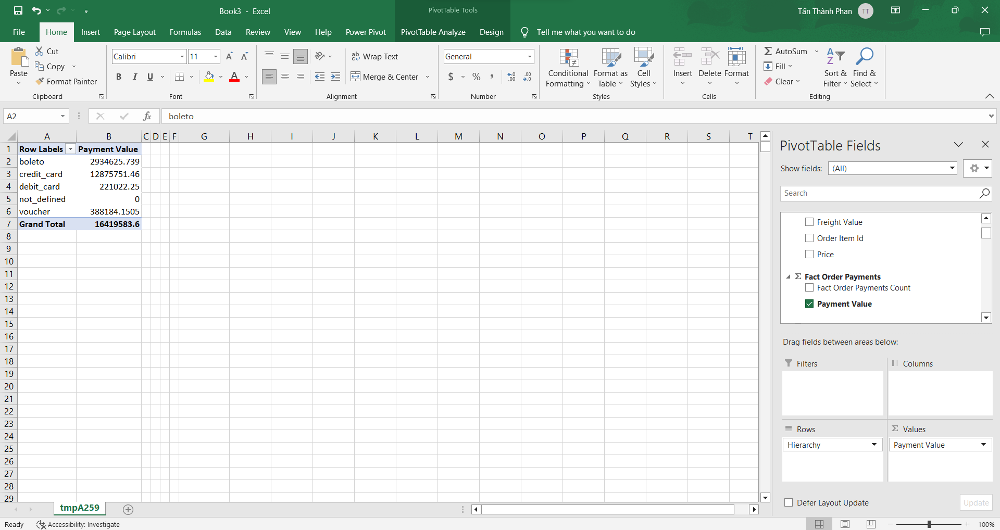 Book3 - Excel
PivotTable Tools
Tấn Thành Phan
TT
File Home Insert Page Layout Formulas Data Review View Help Power Pivot PivotTable Analyze Design Tell me what you want to do
Paste
Cut
Copy
Format Painter
Clipboard
Calibri 11
B I U
Font
Wrap Text
Merge & Center
Alignment
General
$ % ,
Number
Conditional Formatting
Format as Table
Cell Styles
Styles
Insert Delete Format
Cells
AutoSum
Fill
Clear
Sort & Filter
Find & Select
Editing
A2
fx
boleto
A B C D E F G H I J K L M N O P Q R S T
1 Row Labels Payment Value
2 boleto 2934625.739
3 credit_card 12875751.46
4 debit_card 221022.25
5 not_defined 0
6 voucher 388184.1505
7 Grand Total 16419583.6
8
9
10
11
12
13
14
15
16
17
18
19
20
21
22
23
24
25
26
27
28
29
PivotTable Fields
Show fields: (All)
Search
Freight Value
Order Item Id
Price
Σ Fact Order Payments
Fact Order Payments Count
Payment Value
Drag fields between areas below:
Filters
Columns
Rows
Σ Values
Hierarchy
Payment Value
Defer Layout Update
Update
tmpA259
Ready
Accessibility: Investigate
100%